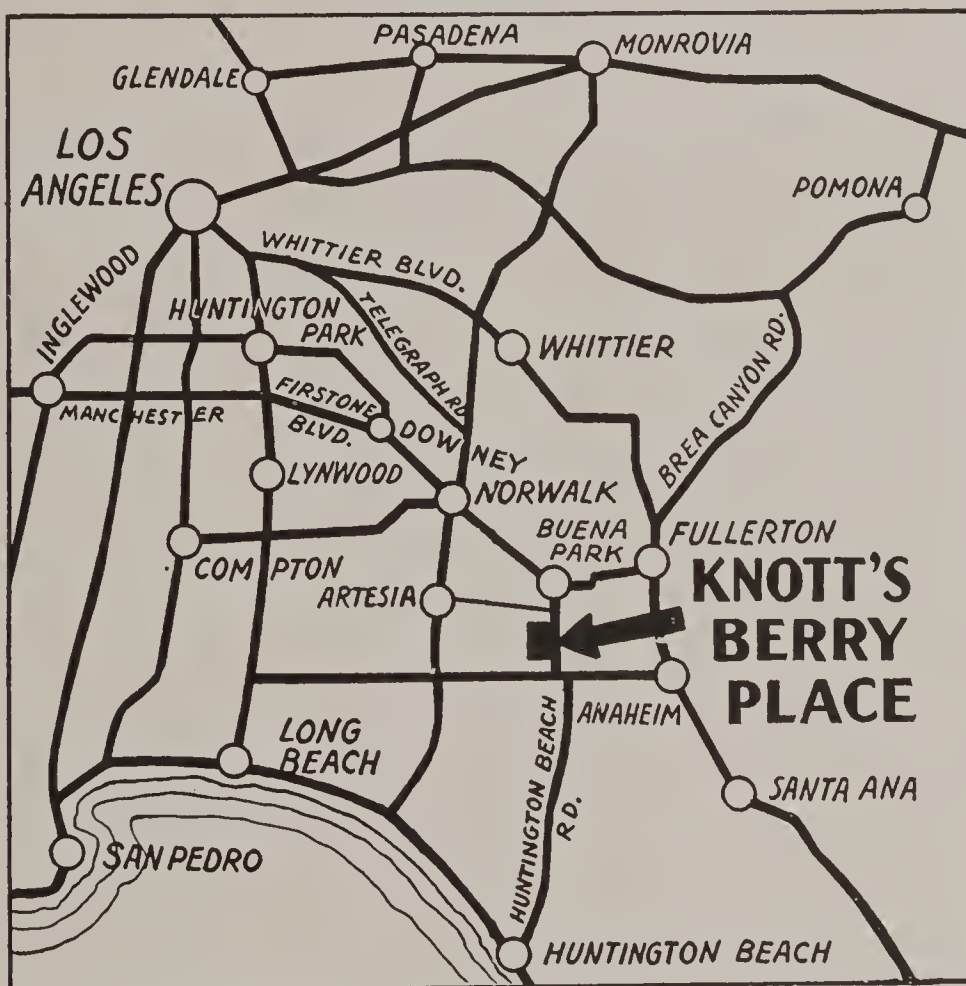 PASADENA
MONROVIA
GLENDALE
LOS
ANGELES
POMONA
WHITTIER BLVD.
INGLEWOOD
HUNTINGTON
PARK
TELEGRAPH RD.
WHITTIER
BREA CANYON RD.
MANCHESTER
FIRSTONE
BLVD.
DOWNEY
LYNWOOD
NORWALK
BUENA
PARK
FULLERTON
COMPTON
ARTESIA
KNOTT'S
BERRY
PLACE
ANAHEIM
LONG
BEACH
HUNTINGTON BEACH
RD.
SANTA ANA
SAN PEDRO
HUNTINGTON BEACH